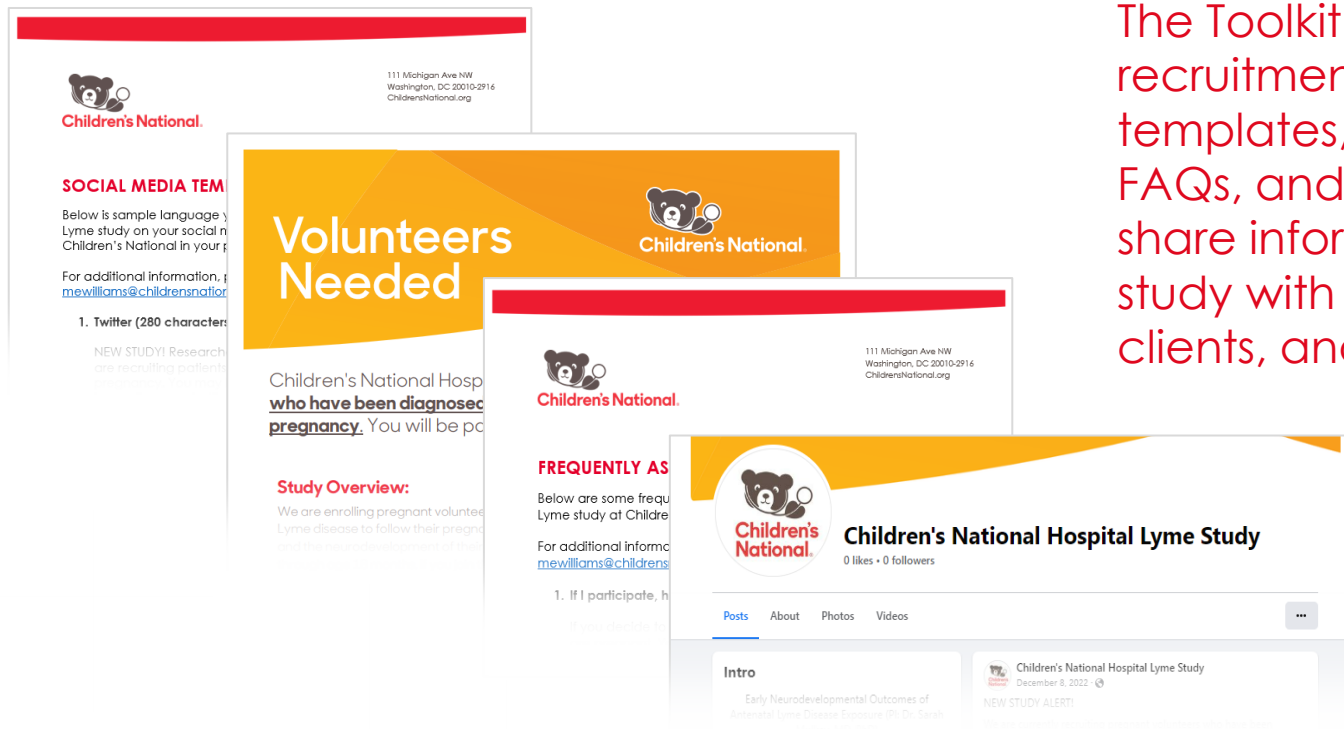 The Toolkit
recruitmen
templates,
FAQs, and
share infor
study with
clients, an
111 Michigan Ave NW
Washington, DC 20010-2916
ChildrensNational.org
Children's National.
SOCIAL MEDIA TEM
Below is sample language y
Lyme study on your social m
Children's National in your p
For additional information, p
mewilliams@childrensnation
1. Twitter (280 characters
NEW STUDY! Research
are recruiting patients
Volunteers
Needed
Children's National.
Children's National Hosp
who have been diagnosed
pregnancy. You will be pa
Study Overview:
We are enrolling pregnant voluntee
Lyme disease to follow their pregna
and the neurodevelopment of their
111 Michigan Ave NW
Washington, DC 20010-2916
ChildrensNational.org
Children's National.
FREQUENTLY AS
Below are some frequ
Lyme study at Childre
For additional informa
mewilliams@childrens
1. If I participate, h
If you decide to
Children's
National.
Children's National Hospital Lyme Study
0 likes • 0 followers
Posts About Photos Videos
...
Intro
Early Neurodevelopmental Outcomes of
Antenatal Lyme Disease Exposure (PI: Dr. Sarah
Children's National Hospital Lyme Study
December 8, 2022 ·
NEW STUDY ALERT!